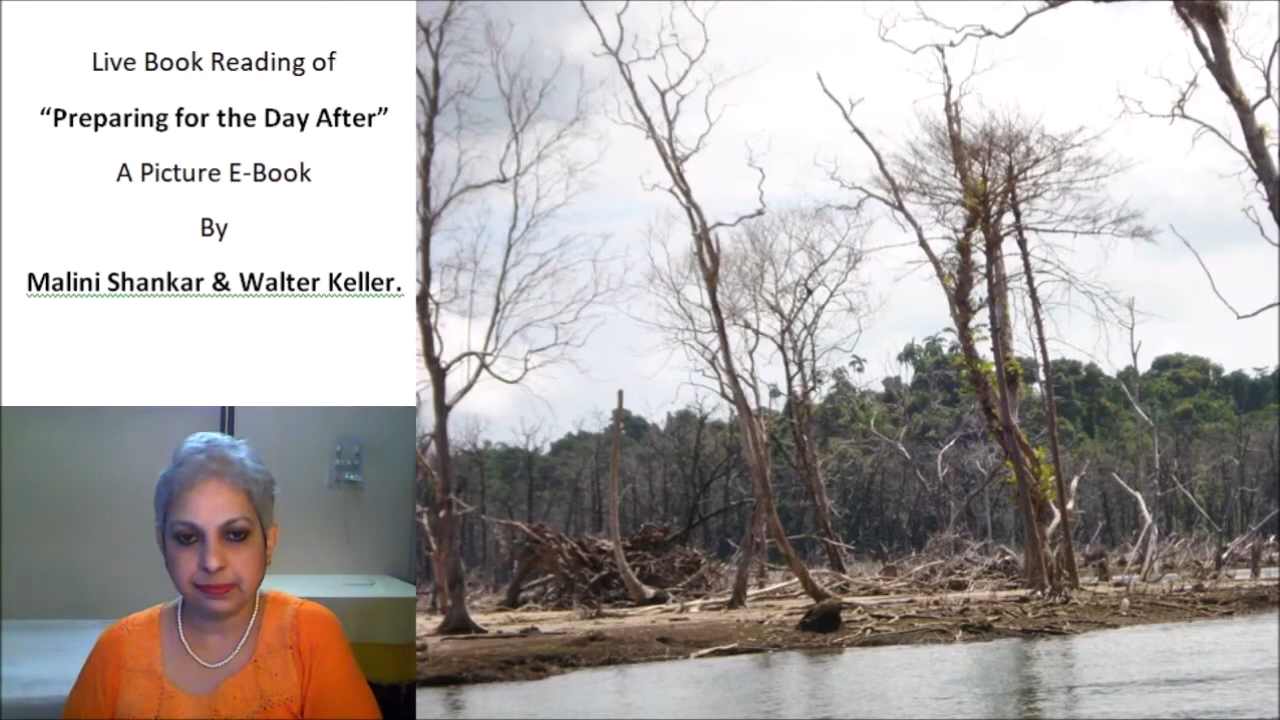 Live Book Reading of
“Preparing for the Day After”
A Picture E-Book
By
Malini Shankar & Walter Keller.